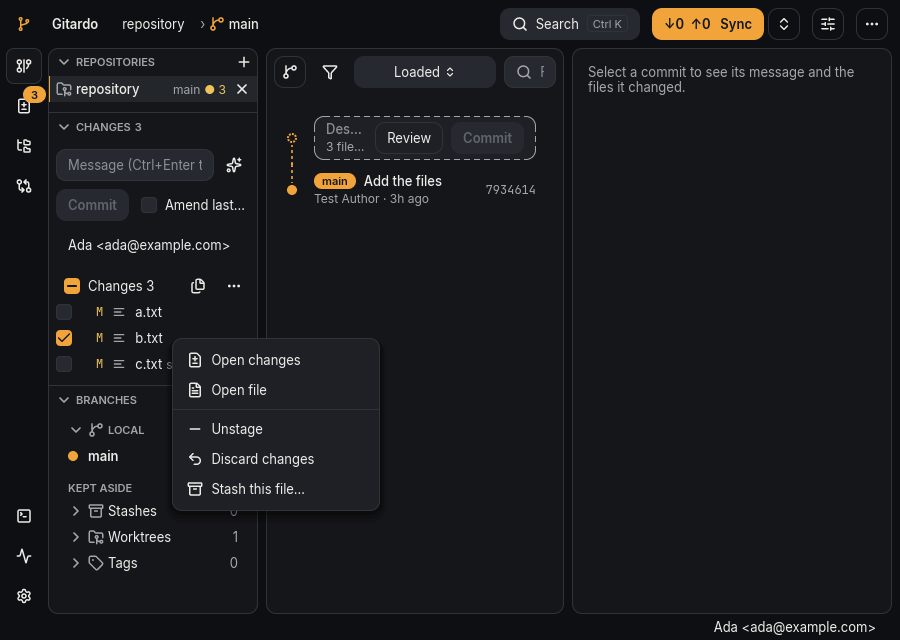 Gitardo repository › main
Search Ctrl K
↓0 ↑0 Sync
3
REPOSITORIES
repository main 3
CHANGES 3
Message (Ctrl+Enter t
Commit Amend last...
Ada <ada@example.com>
Changes 3
M a.txt
M b.txt
M c.txt s
Open changes
Open file
Unstage
Discard changes
Stash this file...
BRANCHES
LOCAL
main
KEPT ASIDE
Stashes 0
Worktrees 1
Tags 0
Loaded
Des...
3 file...
Review Commit
main Add the files
Test Author · 3h ago
7934614
Select a commit to see its message and the
files it changed.
Ada <ada@example.com>